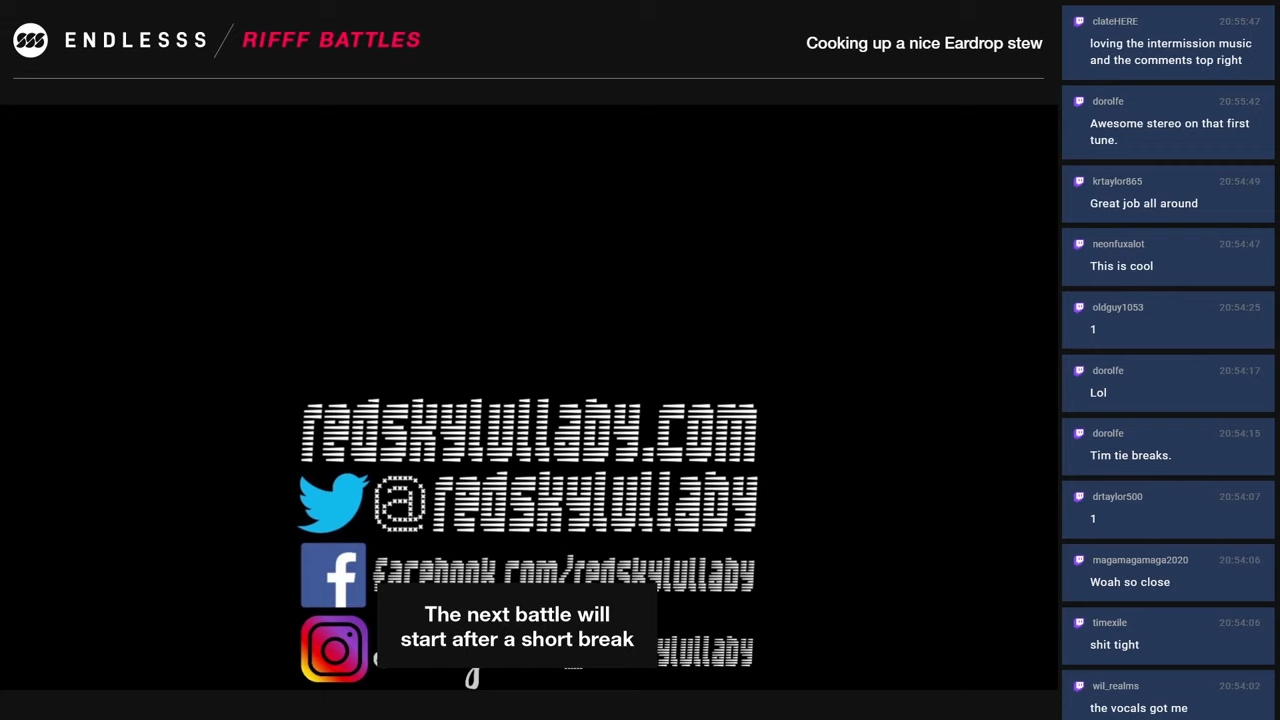 ENDLESSS / RIFFF BATTLES
Cooking up a nice Eardrop stew
redskylullaby.com
@redskylullaby
facebook.com/redskylullaby
The next battle will
start after a short break
clateHERE 20:55:47
loving the intermission music
and the comments top right
dorolfe 20:55:42
Awesome stereo on that first
tune.
krtaylor865 20:54:49
Great job all around
neonfuxalot 20:54:47
This is cool
oldguy1053 20:54:25
1
dorolfe 20:54:17
Lol
dorolfe 20:54:15
Tim tie breaks.
drtaylor500 20:54:07
1
magamagamaga2020 20:54:06
Woah so close
timexile 20:54:06
shit tight
wil_realms 20:54:02
the vocals got me